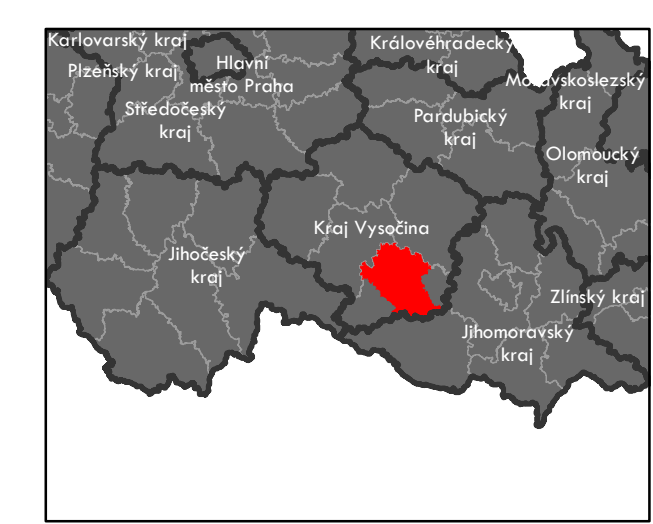 Karlovarský kraj
Královéhradecký
kraj
Plzeňský kraj
Hlavní
město Praha
Moravskoslezský
kraj
Středočeský
kraj
Pardubický
kraj
Olomoucký
kraj
Kraj Vysočina
Jihočeský
kraj
Zlínský kraj
Jihomoravský
kraj